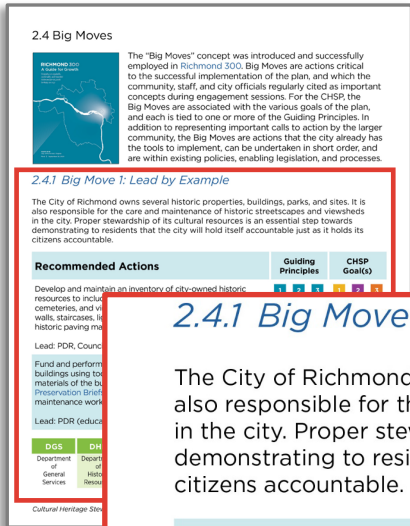 2.4 Big Moves
The "Big Moves" concept was introduced and successfully
employed in Richmond 300. Big Moves are actions critical
to the successful implementation of the plan, and which the
community, staff, and city officials regularly cited as important
concepts during engagement sessions. For the CHSP, the
Big Moves are associated with the various goals of the plan,
and each is tied to one or more of the Guiding Principles. In
addition to representing important calls to action by the larger
community, the Big Moves are actions that the city already has
the tools to implement, can be undertaken in short order, and
are within existing policies, enabling legislation, and processes.
RICHMOND 300
A Guide for Growth
2.4.1 Big Move 1: Lead by Example
The City of Richmond owns several historic properties, buildings, parks, and sites. It is
also responsible for the care and maintenance of historic streetscapes and viewsheds
in the city. Proper stewardship of its cultural resources is an essential step towards
demonstrating to residents that the city will hold itself accountable just as it holds its
citizens accountable.
Recommended Actions
Guiding
Principles
CHSP
Goal(s)
Develop and maintain an inventory of city-owned historic
1 2 3 1 2 3
resources to includ
cemeteries, and vi
walls, staircases, li
historic paving ma
Lead: PDR, Counc
Fund and perform
buildings using too
materials of the bu
Preservation Briefs
maintenance work
Lead: PDR (educa
DGS
DH
Department
of
General
Services
Departm
of
Histo
Resou
Cultural Heritage Stew
2.4.1 Big Move
The City of Richmond
also responsible for th
in the city. Proper stew
demonstrating to resi
citizens accountable.